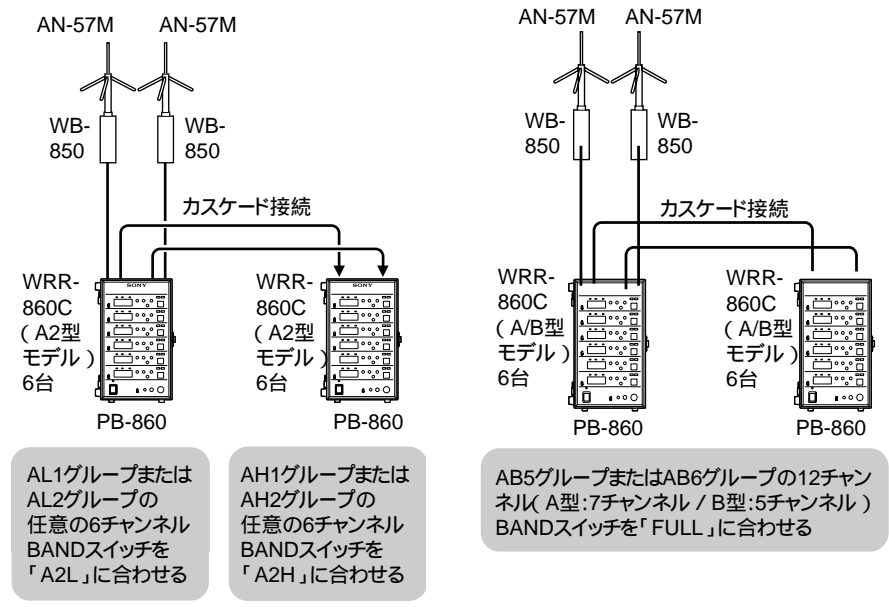 AN-57M AN-57M
WB-
850
WB-
850
カスケード接続
WRR-
860C
( A2型
モデル )
6台
SONY
PB-860
WRR-
860C
( A2型
モデル )
6台
SONY
PB-860
AL1グループまたは
AL2グループの
任意の6チャンネル
BANDスイッチを
「 A2L 」に合わせる
AH1グループまたは
AH2グループの
任意の6チャンネル
BANDスイッチを
「 A2H 」に合わせる
AN-57M AN-57M
WB-
850
WB-
850
カスケード接続
WRR-
860C
( A/B型
モデル )
6台
PB-860
WRR-
860C
( A/B型
モデル )
6台
PB-860
AB5グループまたはAB6グループの12チャン
ネル( A型:7チャンネル / B型:5チャンネル )
BANDスイッチを「 FULL 」に合わせる